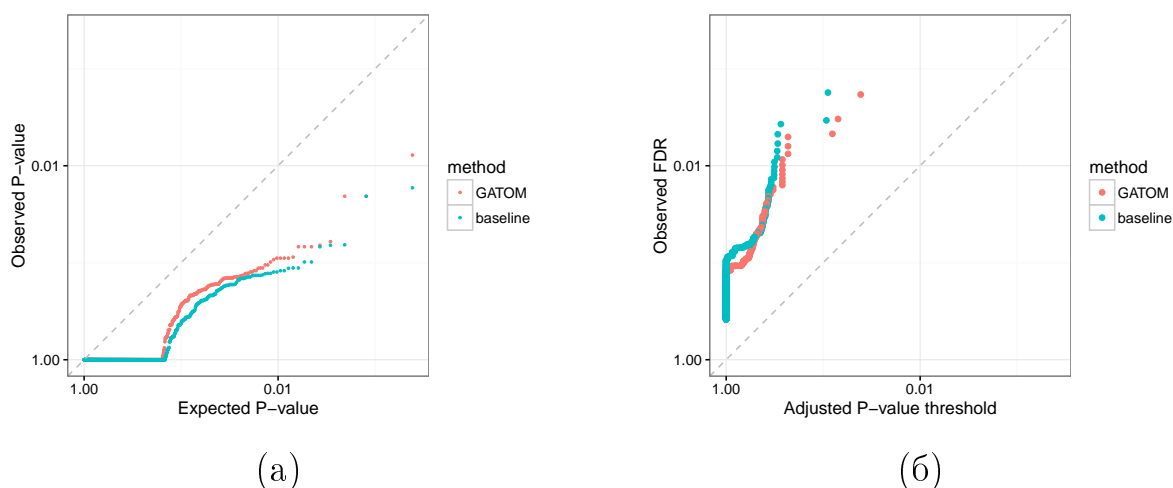 Observed P−value
0.01
1.00
1.00
0.01
Expected P−value
method
GATOM
baseline
(а)
Observed FDR
0.01
1.00
1.00
0.01
Adjusted P−value threshold
method
GATOM
baseline
(б)